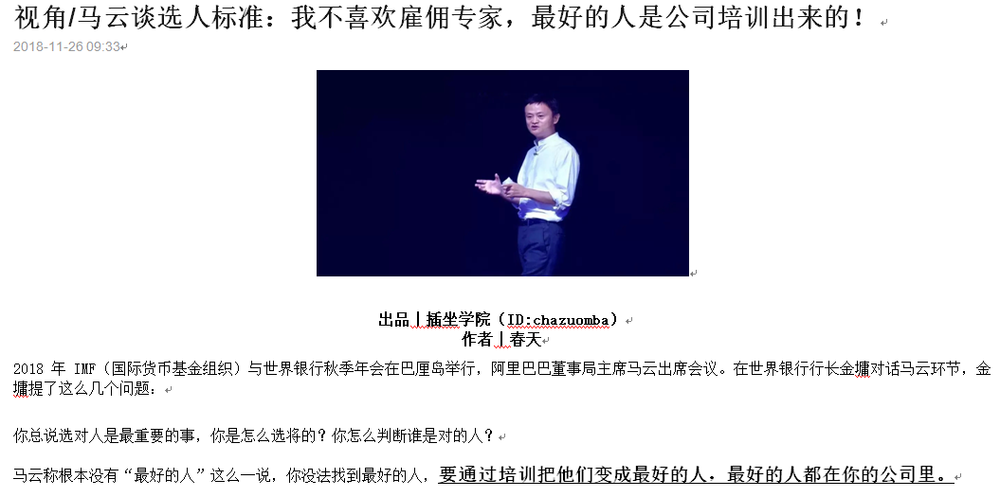 视角/马云谈选人标准：我不喜欢雇佣专家，最好的人是公司培训出来的！
2018-11-26 09:33
出品丨插坐学院（ID:chazuomba）
作者丨春天
2018 年 IMF（国际货币基金组织）与世界银行秋季年会在巴厘岛举行，阿里巴巴董事局主席马云出席会议。在世界银行行长金墉对话马云环节，金
墉提了这么几个问题：
你总说选对人是最重要的事，你是怎么选将的？你怎么判断谁是对的人？
马云称根本没有“最好的人”这么一说，你没法找到最好的人，要通过培训把他们变成最好的人，最好的人都在你的公司里。